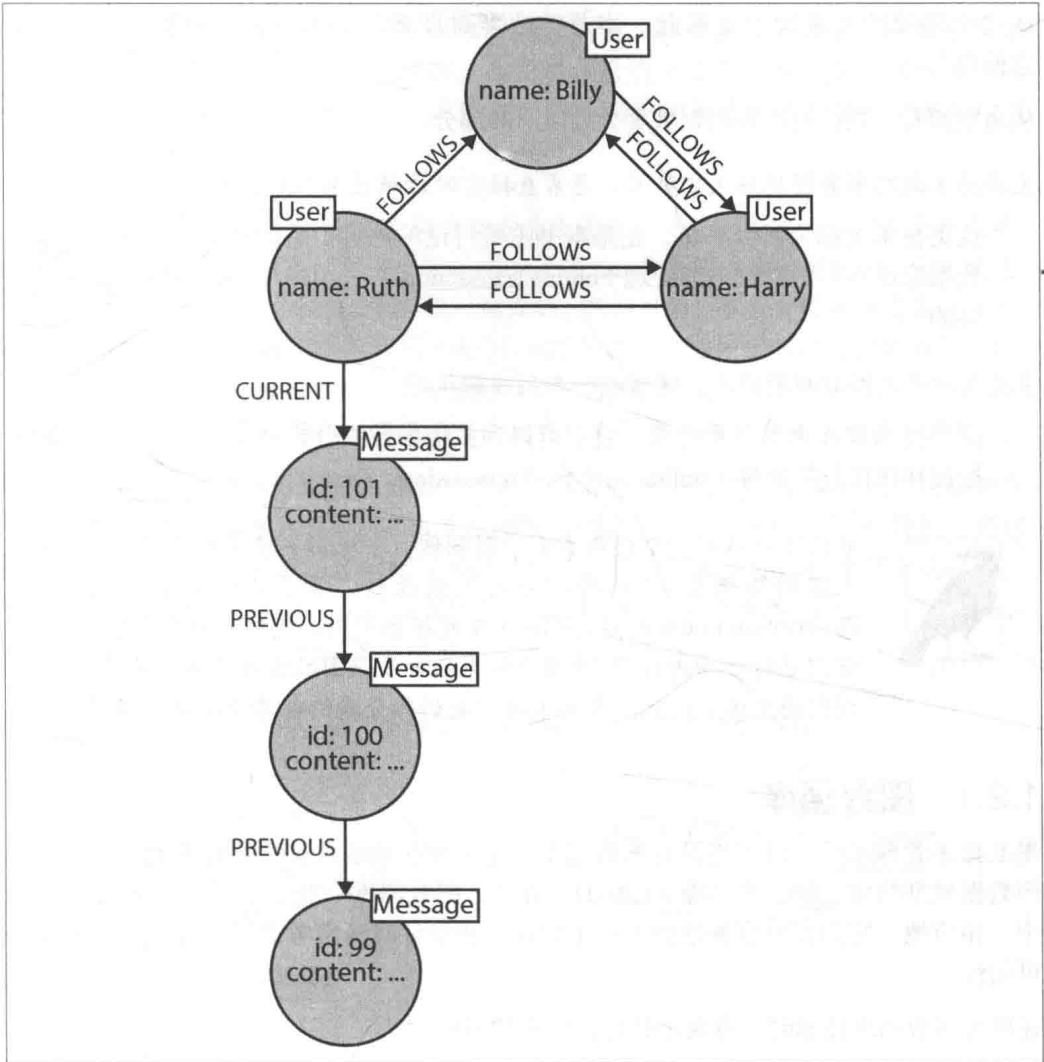 User
name: Billy
FOLLOWS
FOLLOWS
FOLLOWS
User
User
name: Ruth
FOLLOWS
FOLLOWS
name: Harry
CURRENT
Message
id: 101
content: ...
PREVIOUS
Message
id: 100
content: ...
PREVIOUS
Message
id: 99
content: ...